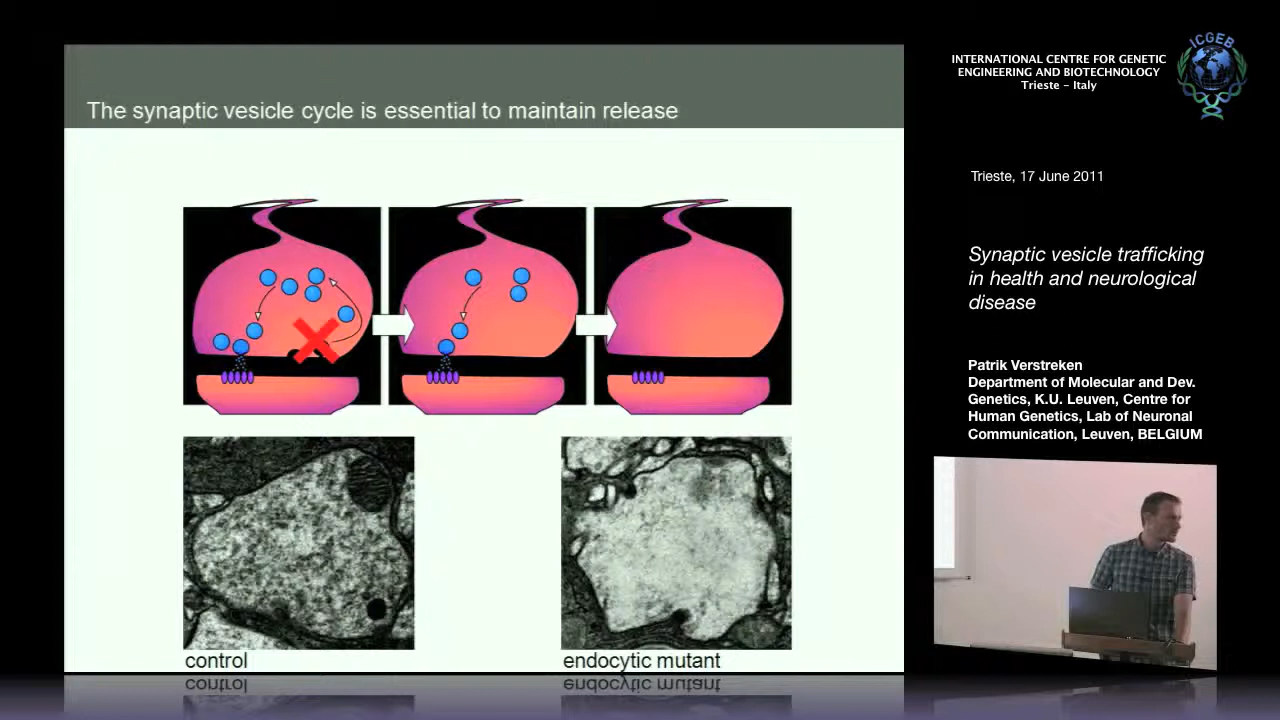 The synaptic vesicle cycle is essential to maintain release
control
endocytic mutant
INTERNATIONAL CENTRE FOR GENETIC
ENGINEERING AND BIOTECHNOLOGY
Trieste – Italy
ICGEB
Trieste, 17 June 2011
Synaptic vesicle trafficking
in health and neurological
disease
Patrik Verstreken
Department of Molecular and Dev.
Genetics, K.U. Leuven, Centre for
Human Genetics, Lab of Neuronal
Communication, Leuven, BELGIUM